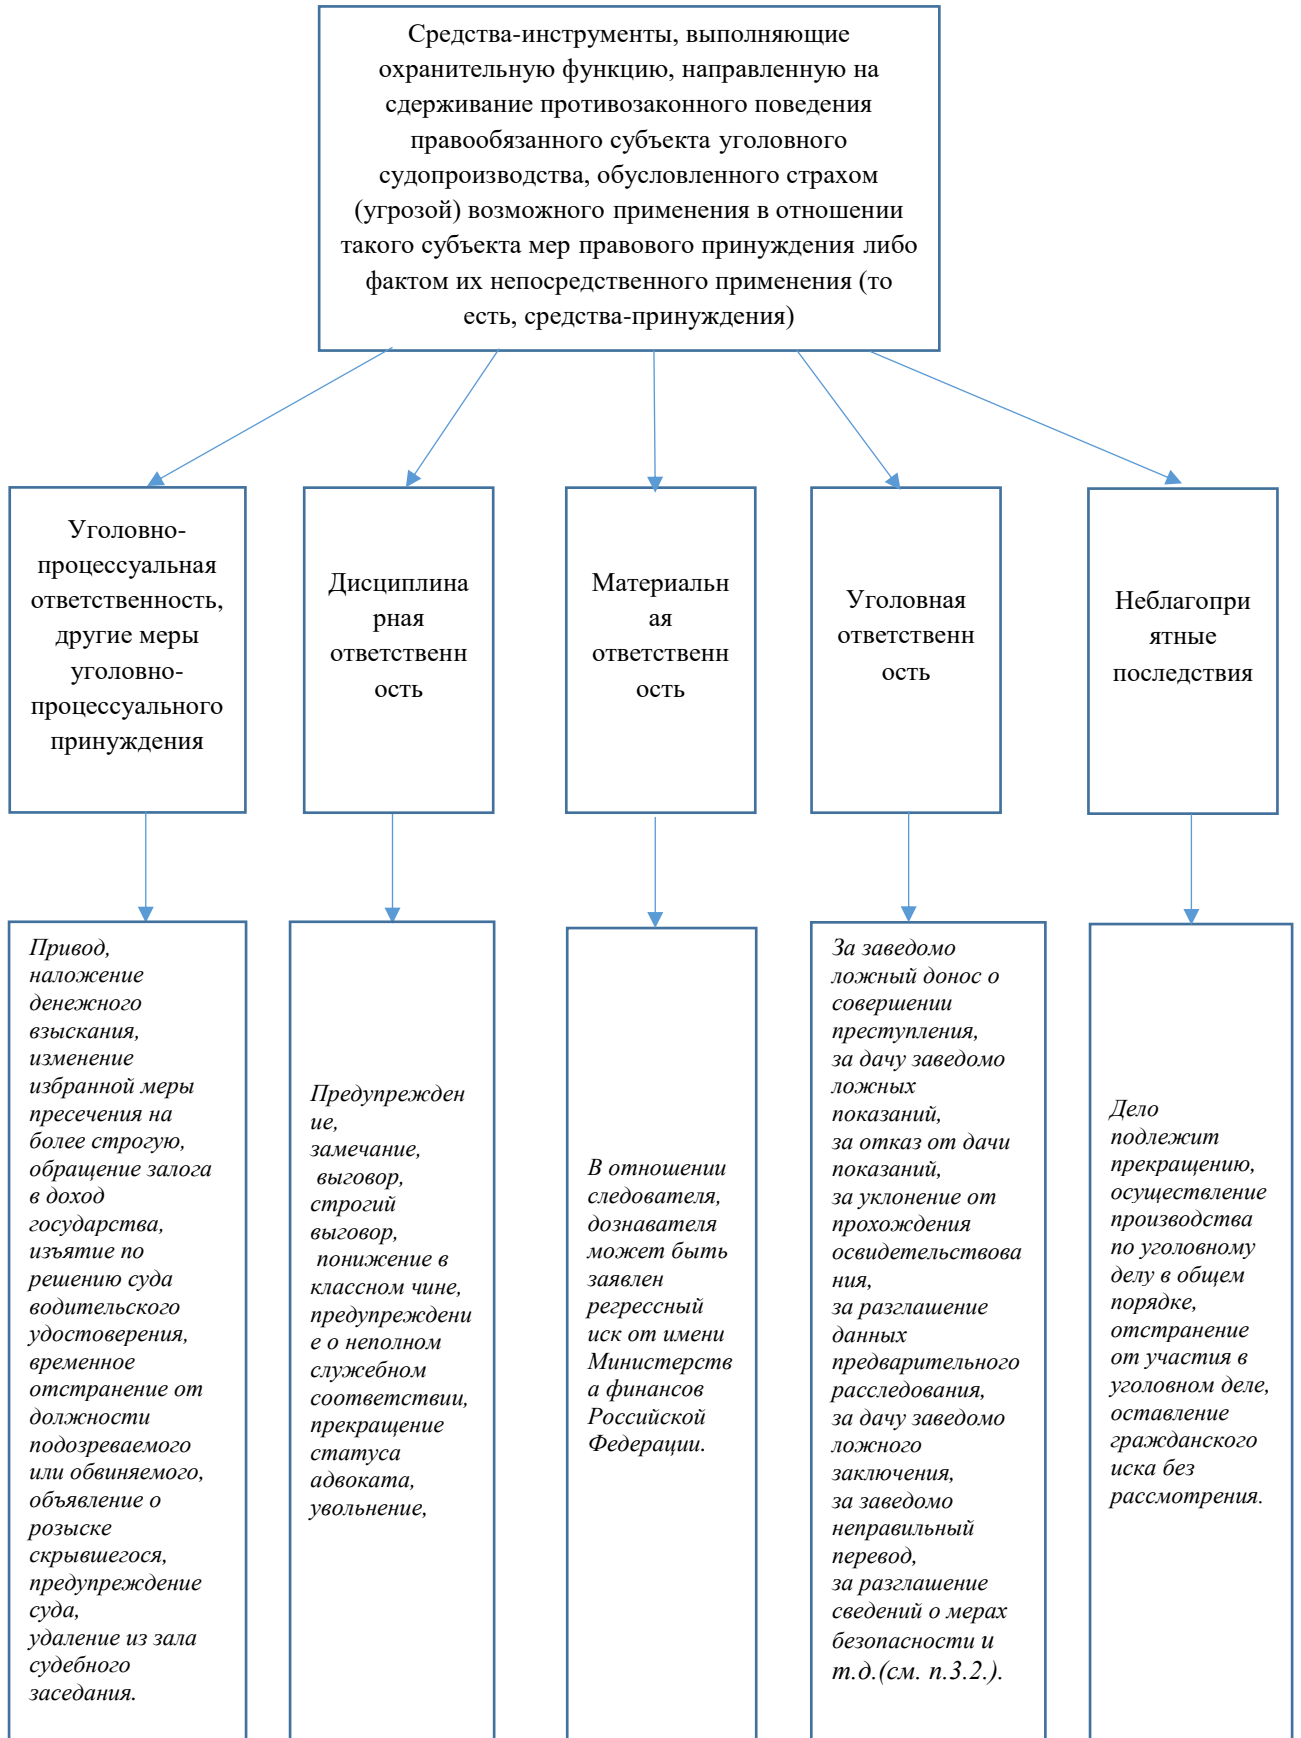 Средства-инструменты, выполняющие
охранительную функцию, направленную на
сдерживание противозаконного поведения
правообязанного субъекта уголовного
судопроизводства, обусловленного страхом
(угрозой) возможного применения в отношении
такого субъекта мер правового принуждения либо
фактом их непосредственного применения (то
есть, средства-принуждения)
Уголовно-
процессуальная
ответственность,
другие меры
уголовно-
процессуального
принуждения
Дисциплина
рная
ответственн
ость
Материальн
ая
ответственн
ость
Уголовная
ответственн
ость
Неблагопри
ятные
последствия
Привод,
наложение
денежного
взыскания,
изменение
избранной меры
пресечения на
более строгую,
обращение залога
в доход
государства,
изъятие по
решению суда
водительского
удостоверения,
временное
отстранение от
должности
подозреваемого
или обвиняемого,
объявление о
розыске
скрывшегося,
предупреждение
суда,
удаление из зала
судебного
заседания.
Предупрежден
ие,
замечание,
выговор,
строгий
выговор,
понижение в
классном чине,
предупреждени
е о неполном
служебном
соответствии,
прекращение
статуса
адвоката,
увольнение,
В отношении
следователя,
дознавателя
может быть
заявлен
регрессный
иск от имени
Министерств
а финансов
Российской
Федерации.
За заведомо
ложный донос о
совершении
преступления,
за дачу заведомо
ложных
показаний,
за отказ от дачи
показаний,
за уклонение от
прохождения
освидетельствова
ния,
за разглашение
данных
предварительного
расследования,
за дачу заведомо
ложного
заключения,
за заведомо
неправильный
перевод,
за разглашение
сведений о мерах
безопасности и
т.д.(см. п.3.2.).
Дело
подлежит
прекращению,
осуществление
производства
по уголовному
делу в общем
порядке,
отстранение
от участия в
уголовном деле,
оставление
гражданского
иска без
рассмотрения.